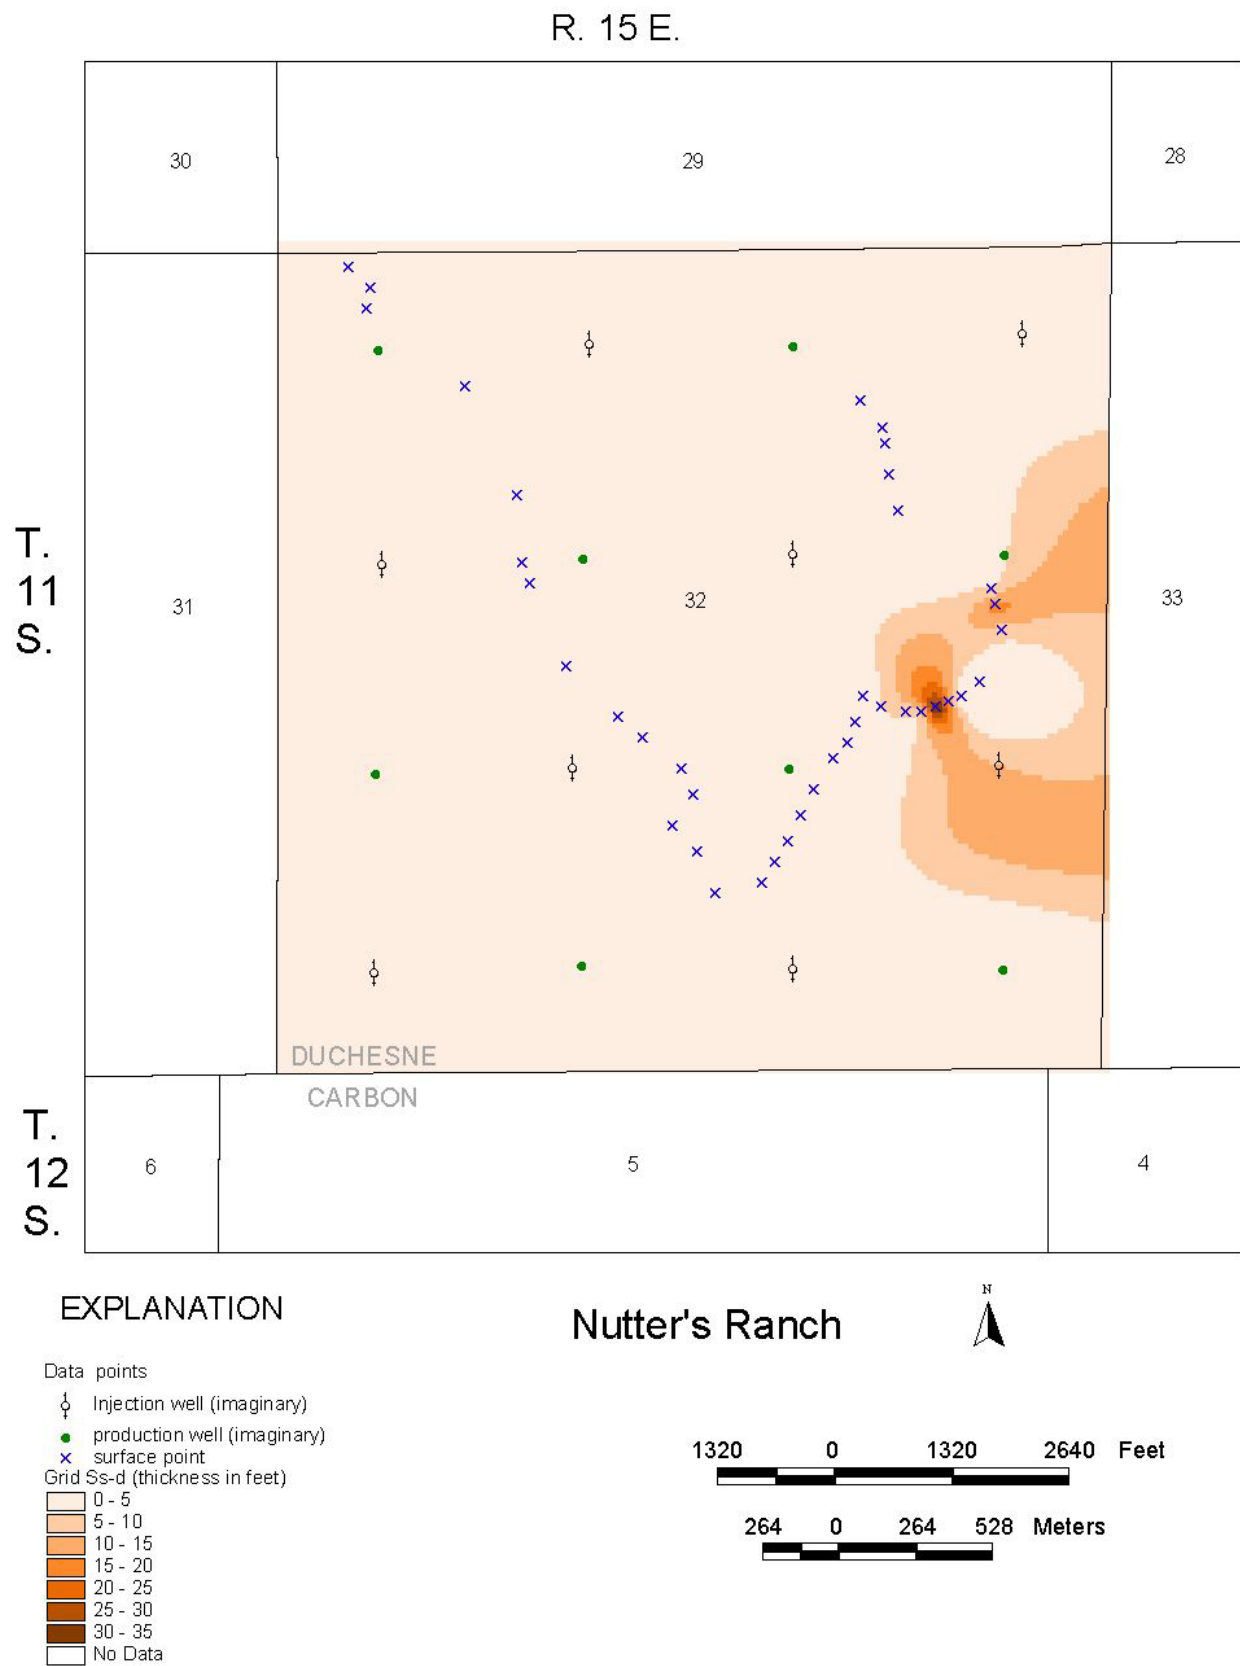 R. 15 E.
30
29
28
T.
11
S.
31
32
33
DUCHESNE
CARBON
T.
12
S.
6
5
4
EXPLANATION
Nutter's Ranch
N
Data points
Injection well (imaginary)
production well (imaginary)
surface point
Grid Ss-d (thickness in feet)
0 - 5
5 - 10
10 - 15
15 - 20
20 - 25
25 - 30
30 - 35
No Data
1320 0 1320 2640 Feet
264 0 264 528 Meters